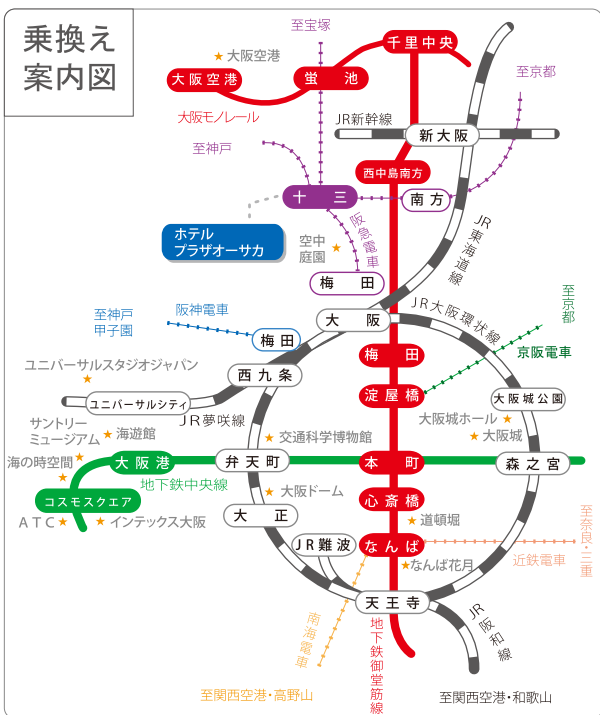 乗換え
案内図
至宝塚
大阪空港
千里中央
大阪空港
蛍池
至京都
大阪モノレール
JR新幹線
新大阪
至神戸
西中島南方
十三
南方
ホテル
プラザオーサカ
阪急電車
空中
庭園
JR東海道線
梅田
至神戸
甲子園
阪神電車
大阪
JR大阪環状線
至京都
梅田
梅田
京阪電車
ユニバーサルスタジオジャパン
西九条
淀屋橋
大阪城公園
ユニバーサルシティ
JR夢咲線
大阪城ホール
サントリー
ミュージアム
海遊館
交通科学博物館
大阪城
海の時空間
大阪港
弁天町
本町
森之宮
地下鉄中央線
コスモスクエア
大阪ドーム
心斎橋
ATC
インテックス大阪
大正
道頓堀
至奈良・三重
JR難波
なんば
近鉄電車
なんば花月
天王寺
南海電車
地下鉄御堂筋線
JR阪和線
至関西空港・高野山
至関西空港・和歌山